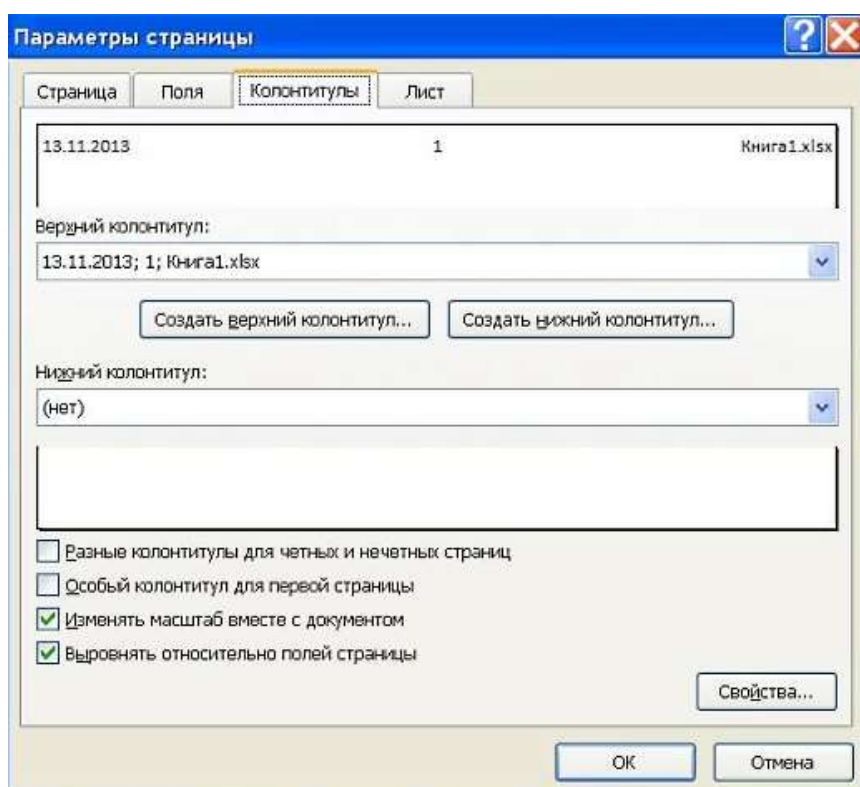 Параметры страницы
Страница Поля Колонтитулы Лист
13.11.2013 1 Книга1.xlsx
Верхний колонтитул:
13.11.2013; 1; Книга1.xlsx
Создать верхний колонтитул... Создать нижний колонтитул...
Нижний колонтитул:
(нет)
Разные колонтитулы для четных и нечетных страниц
Особый колонтитул для первой страницы
Изменять масштаб вместе с документом
Выровнять относительно полей страницы
Свойства...
ОК Отмена